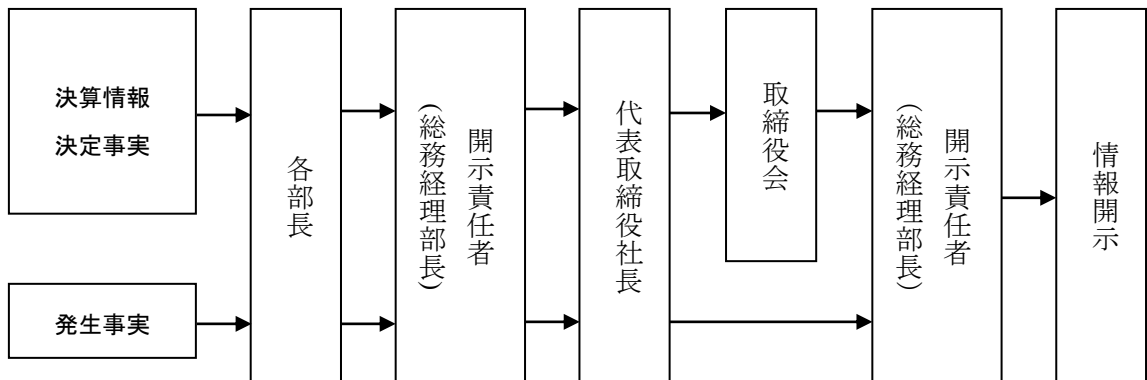 決算情報
決定事実
発生事実
各部長
開示責任者
(総務経理部長)
代表取締役社長
取締役会
開示責任者
(総務経理部長)
情報開示